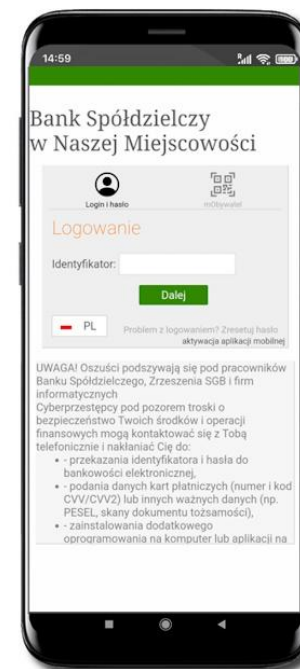 14:59
Bank Spółdzielczy
w Naszej Miejscowości
Login i hasło
mObywatel
Logowanie
Identyfikator:
Dalej
PL
Problem z logowaniem? Zresetuj hasło
aktywacja aplikacji mobilnej
UWAGA! Oszuści podszywają się pod pracowników
Banku Spółdzielczego, Zrzeszenia SGB i firm
informatycznych
Cyberprzestępcy pod pozorem troski o
bezpieczeństwo Twoich środków i operacji
finansowych mogą kontaktować się z Tobą
telefonicznie i nakłaniać Cię do:
• - przekazania identyfikatora i hasła do
bankowości elektronicznej,
• - podania danych kart płatniczych (numer i kod
CVV/CVV2) lub innych ważnych danych (np.
PESEL, skany dokumentu tożsamości),
• - zainstalowania dodatkowego
oprogramowania na komputer lub aplikacji na